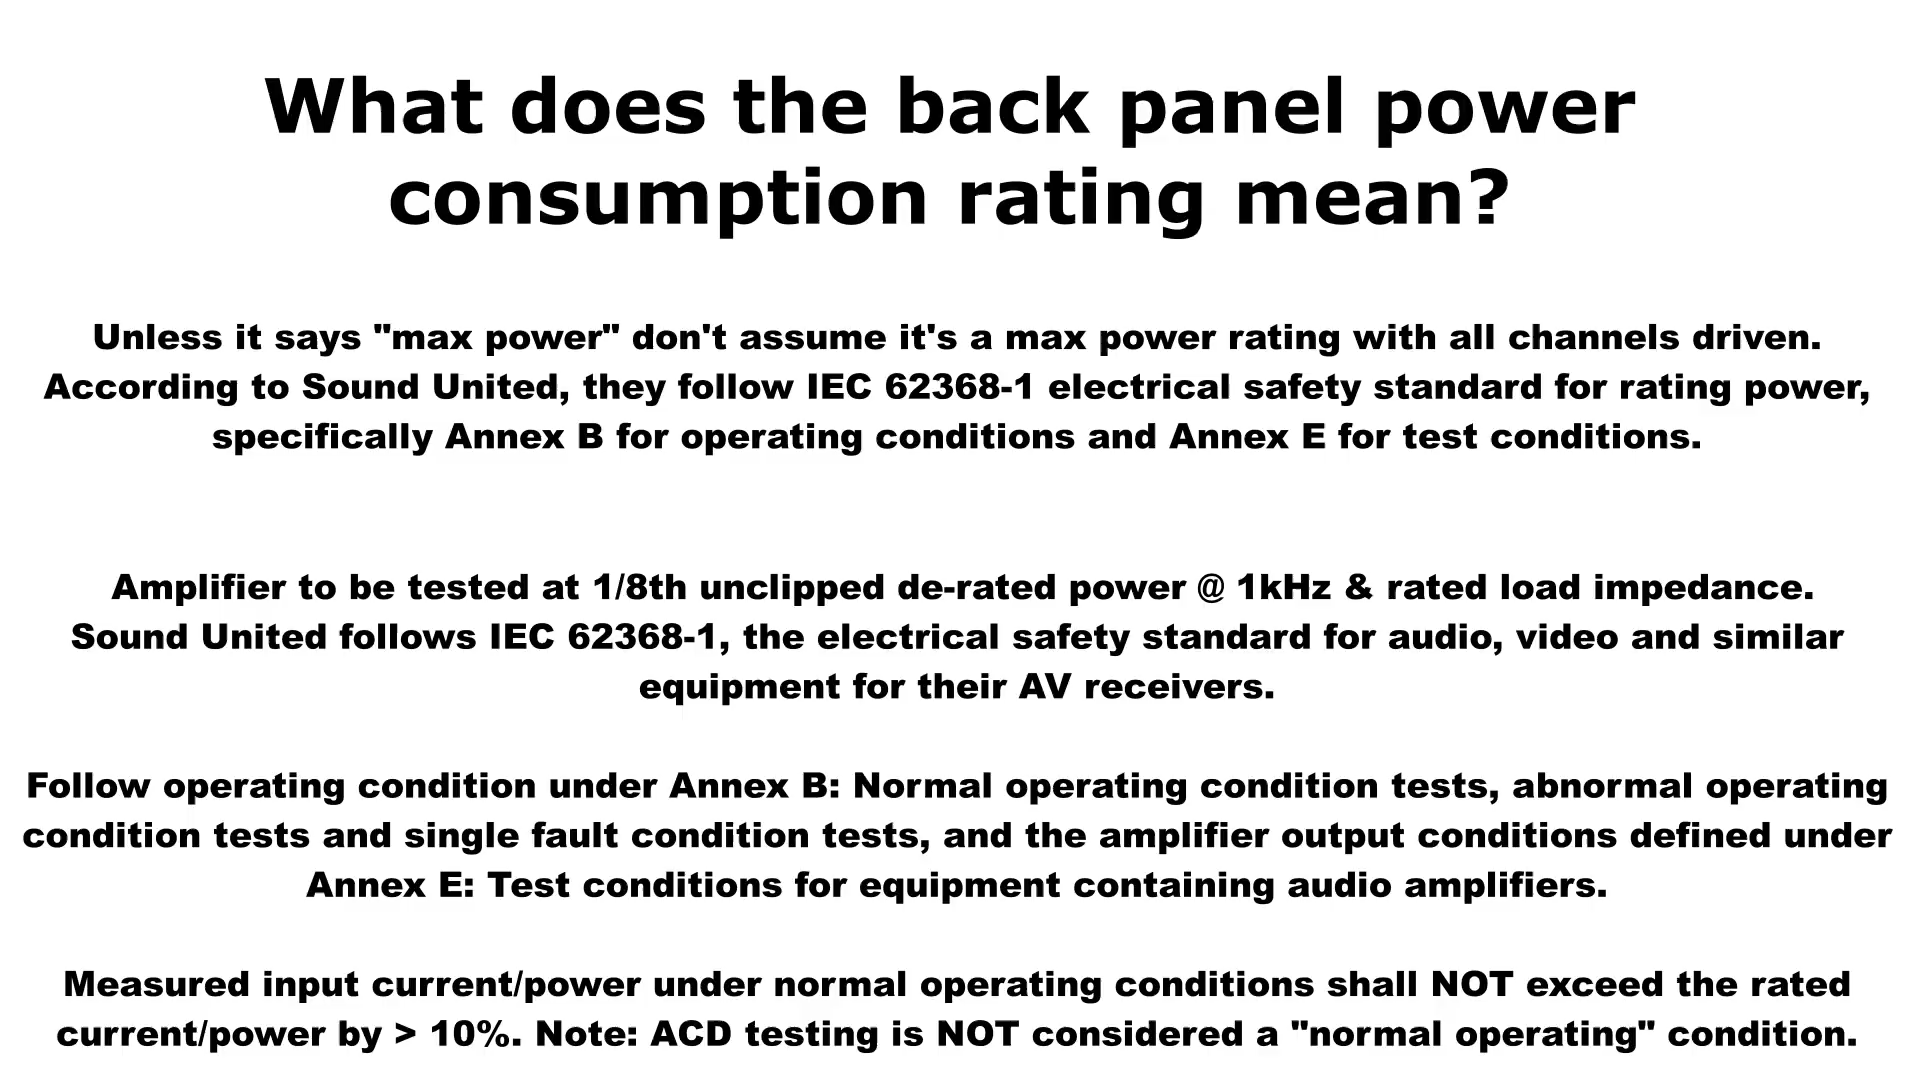 What does the back panel power
consumption rating mean?
Unless it says "max power" don't assume it's a max power rating with all channels driven.
According to Sound United, they follow IEC 62368-1 electrical safety standard for rating power,
specifically Annex B for operating conditions and Annex E for test conditions.
Amplifier to be tested at 1/8th unclipped de-rated power @ 1kHz & rated load impedance.
Sound United follows IEC 62368-1, the electrical safety standard for audio, video and similar
equipment for their AV receivers.
Follow operating condition under Annex B: Normal operating condition tests, abnormal operating
condition tests and single fault condition tests, and the amplifier output conditions defined under
Annex E: Test conditions for equipment containing audio amplifiers.
Measured input current/power under normal operating conditions shall NOT exceed the rated
current/power by > 10%. Note: ACD testing is NOT considered a "normal operating" condition.